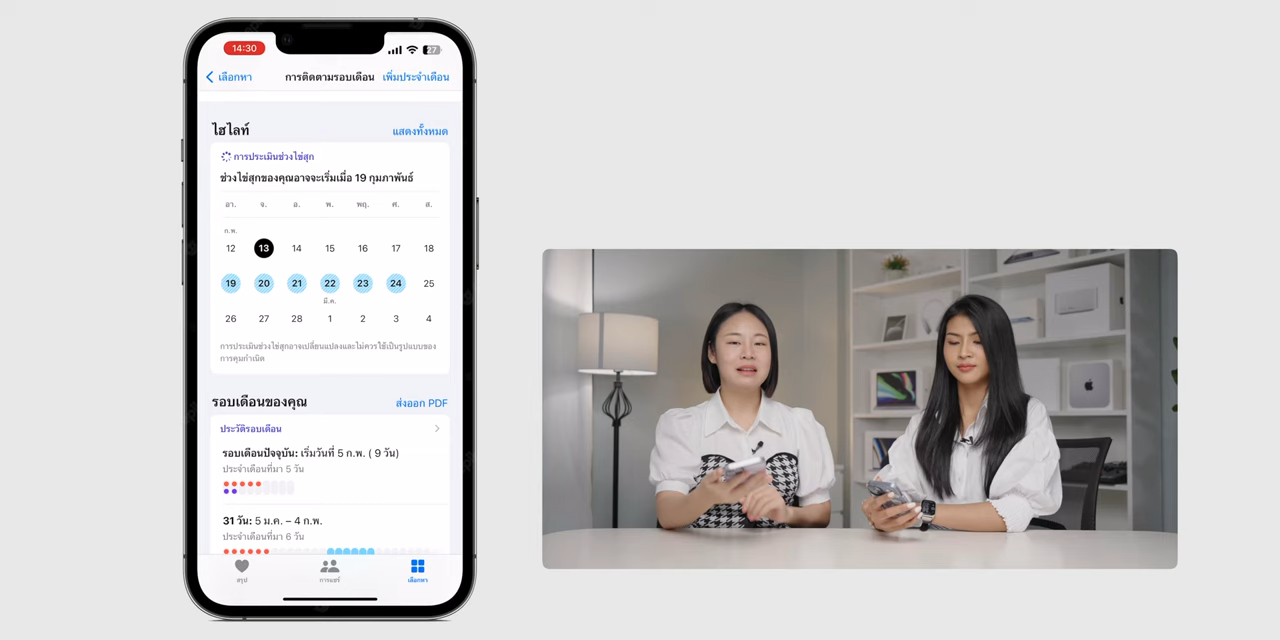 14:30
27
เลือกหา
การติดตามรอบเดือน
เพิ่มประจำเดือน
ไฮไลท์
แสดงทั้งหมด
การประเมินช่วงไข่สุก
ช่วงไข่สุกของคุณอาจจะเริ่มเมื่อ 19 กุมภาพันธ์
อา. จ. อ. พ. พฤ. ศ. ส.
ก.พ.
12 13 14 15 16 17 18
19 20 21 22 23 24 25
มี.ค.
26 27 28 1 2 3 4
การประเมินช่วงไข่สุกอาจเปลี่ยนแปลงและไม่ควรใช้เป็นรูปแบบของ
การคุมกำเนิด
รอบเดือนของคุณ
ส่งออก PDF
ประวัติรอบเดือน
รอบเดือนปัจจุบัน: เริ่มวันที่ 5 ก.พ. ( 9 วัน)
ประจำเดือนที่มา 5 วัน
31 วัน: 5 ม.ค. – 4 ก.พ.
ประจำเดือนที่มา 6 วัน
สรุป
การแชร์
เลือกหา